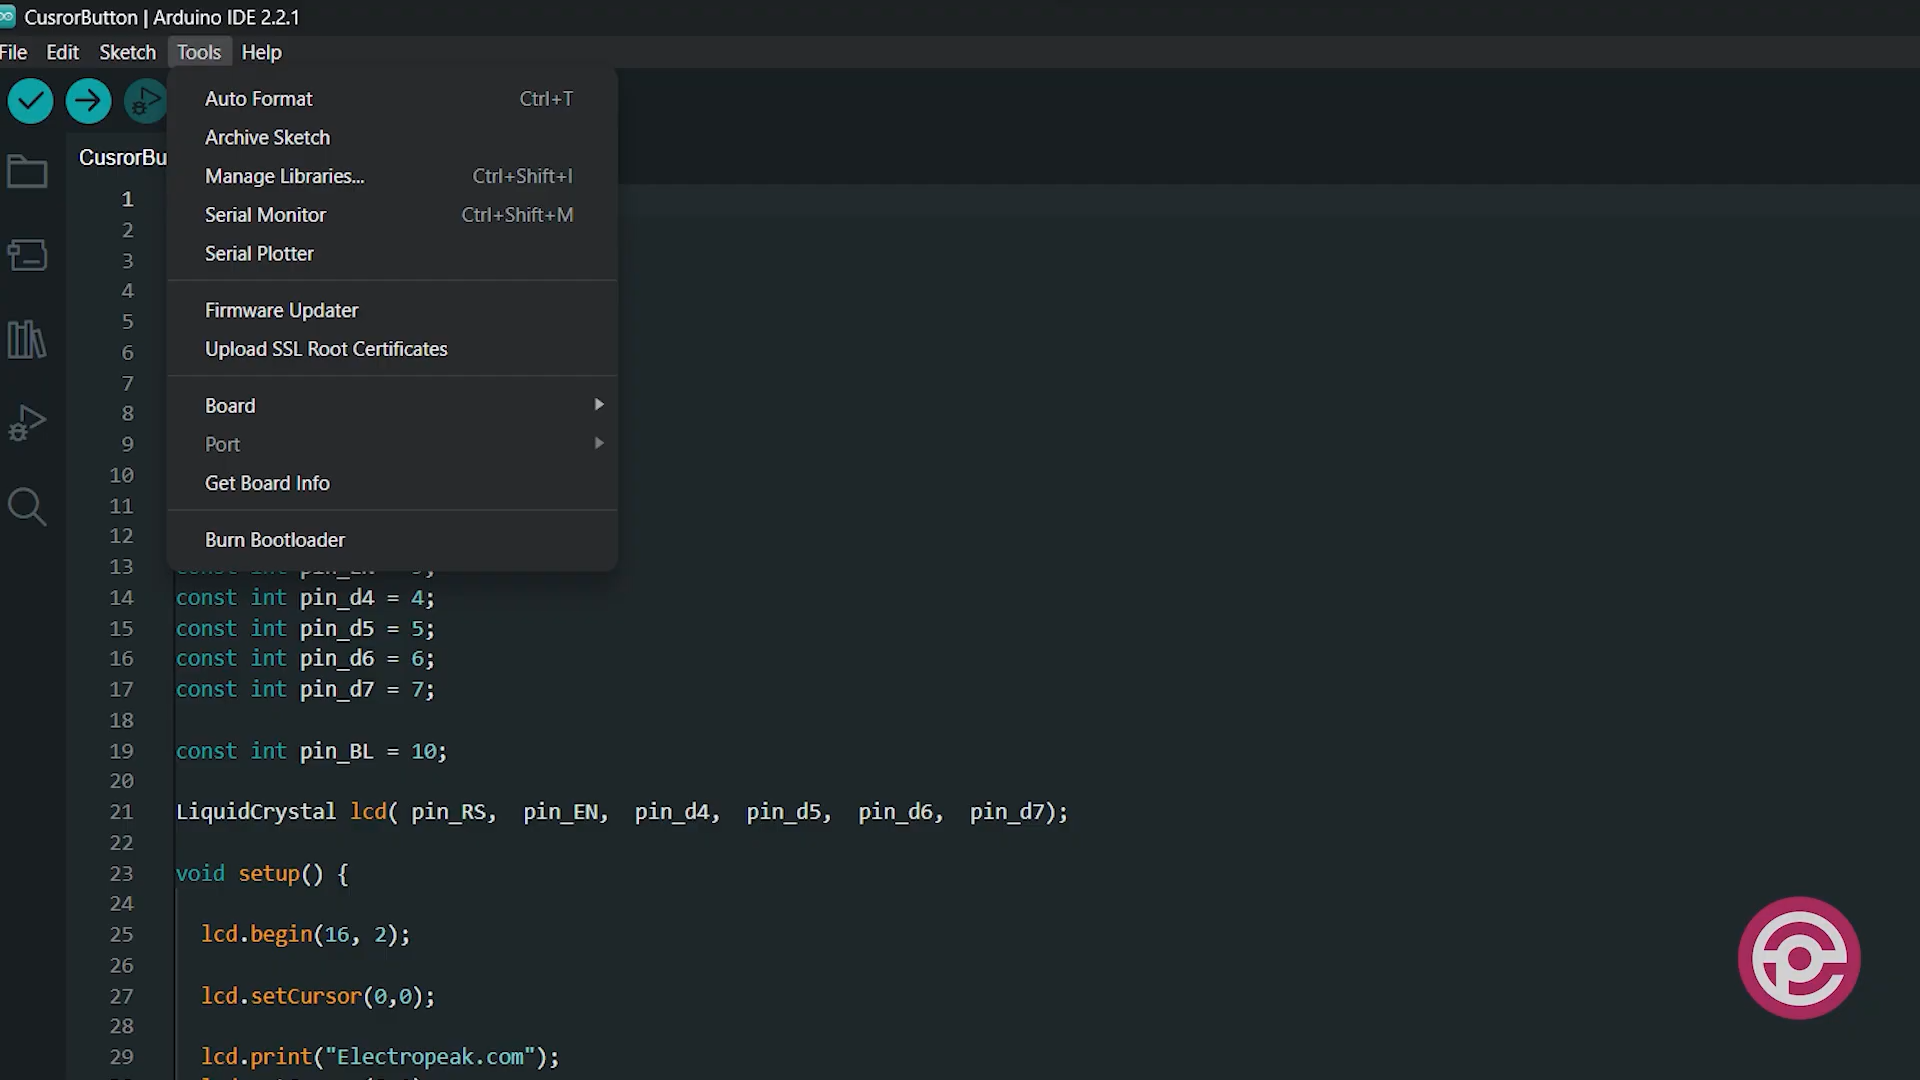 CusrorButton | Arduino IDE 2.2.1
File Edit Sketch Tools Help
Auto Format Ctrl+T
Archive Sketch
Manage Libraries... Ctrl+Shift+I
Serial Monitor Ctrl+Shift+M
Serial Plotter
Firmware Updater
Upload SSL Root Certificates
Board
Port
Get Board Info
Burn Bootloader
CusrorBu
1
2
3
4
5
6
7
8
9
10
11
12
13
14 const int pin_d4 = 4;
15 const int pin_d5 = 5;
16 const int pin_d6 = 6;
17 const int pin_d7 = 7;
18
19 const int pin_BL = 10;
20
21 LiquidCrystal lcd( pin_RS, pin_EN, pin_d4, pin_d5, pin_d6, pin_d7);
22
23 void setup() {
24
25 lcd.begin(16, 2);
26
27 lcd.setCursor(0,0);
28
29 lcd.print("Electropeak.com");